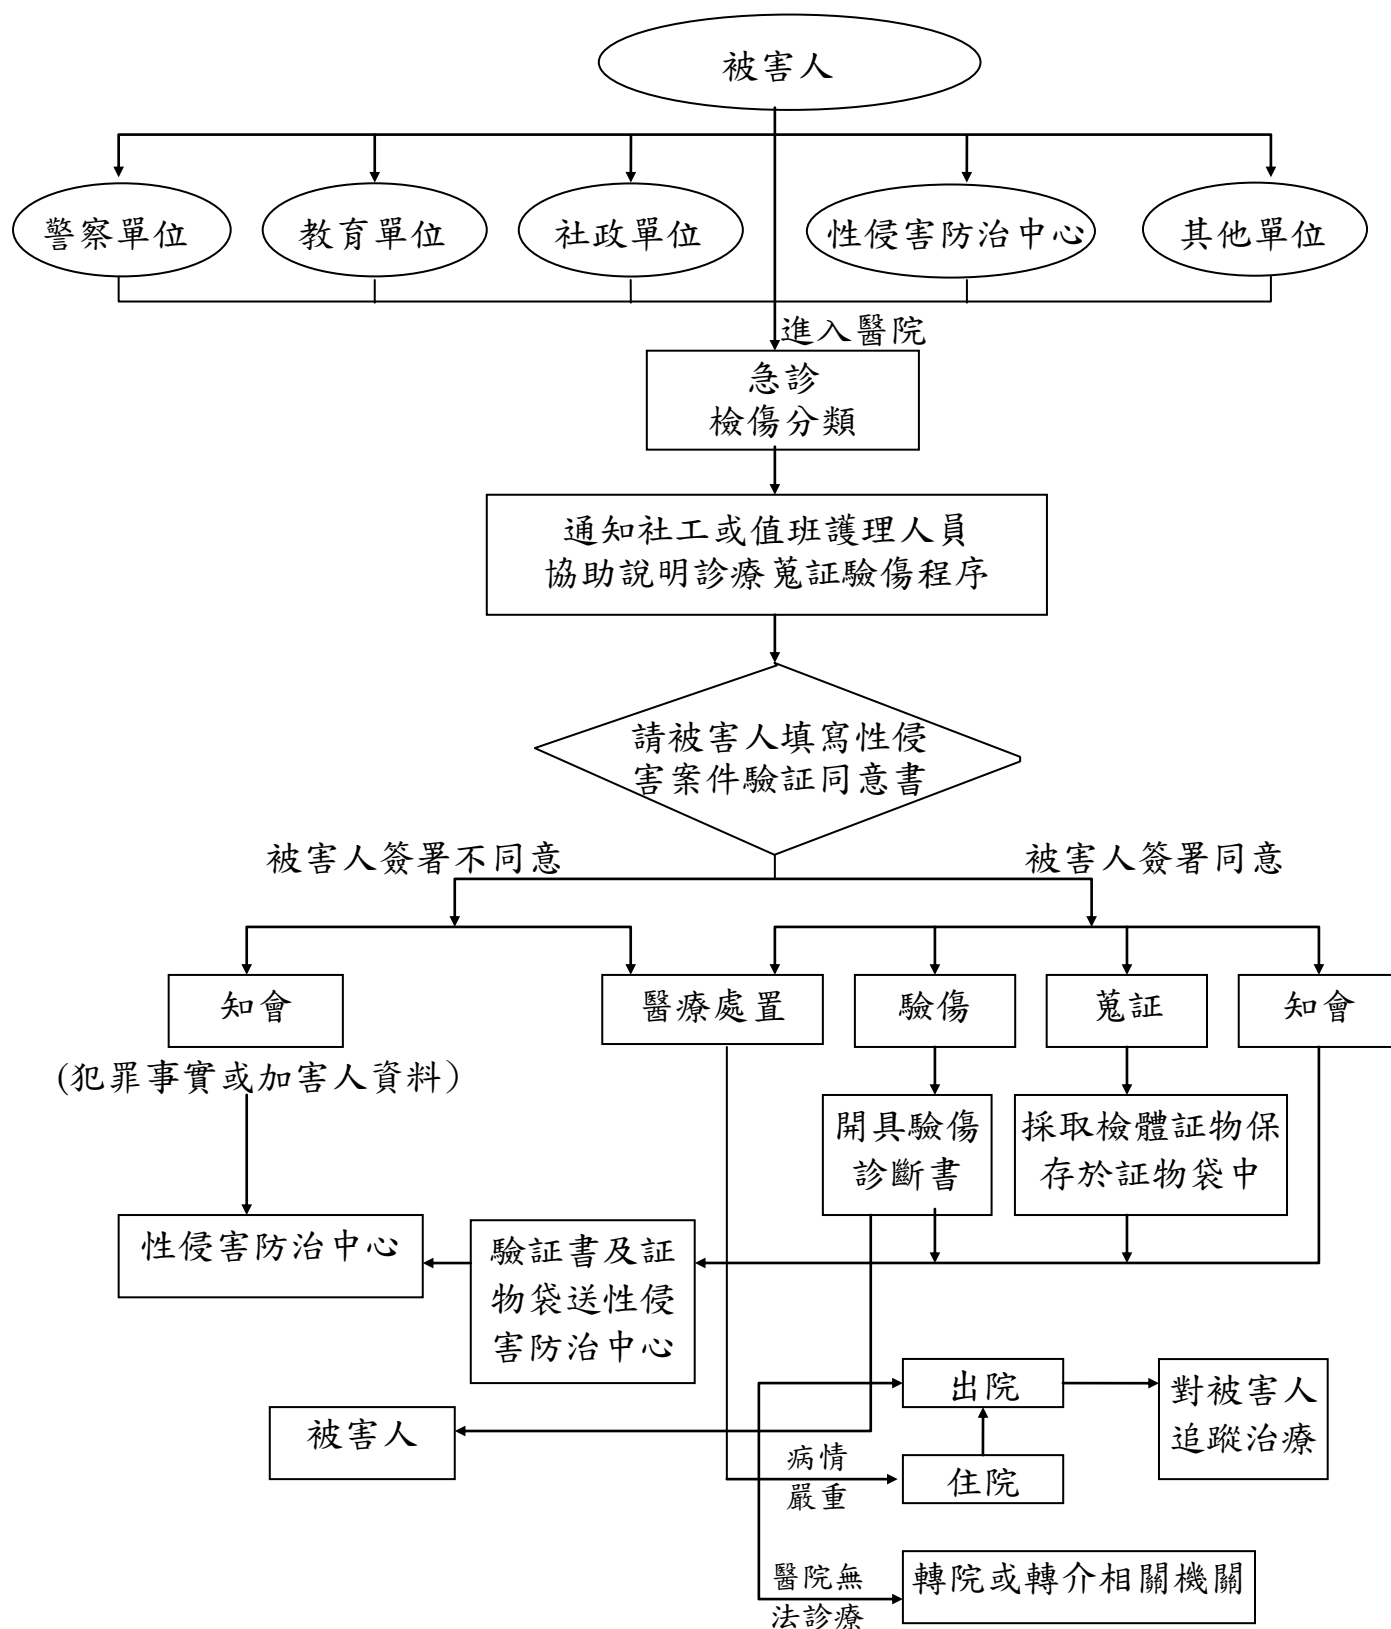 被害人
警察單位
教育單位
社政單位
性侵害防治中心
其他單位
進入醫院
急診
檢傷分類
通知社工或值班護理人員
協助說明診療蒐証驗傷程序
請被害人填寫性侵
害案件驗証同意書
被害人簽署不同意
被害人簽署同意
知會
醫療處置
驗傷
蒐証
知會
(犯罪事實或加害人資料）
開具驗傷
診斷書
採取檢體証物保
存於証物袋中
性侵害防治中心
驗証書及証
物袋送性侵
害防治中心
出院
對被害人
追蹤治療
被害人
病情
嚴重
住院
醫院無
法診療
轉院或轉介相關機關